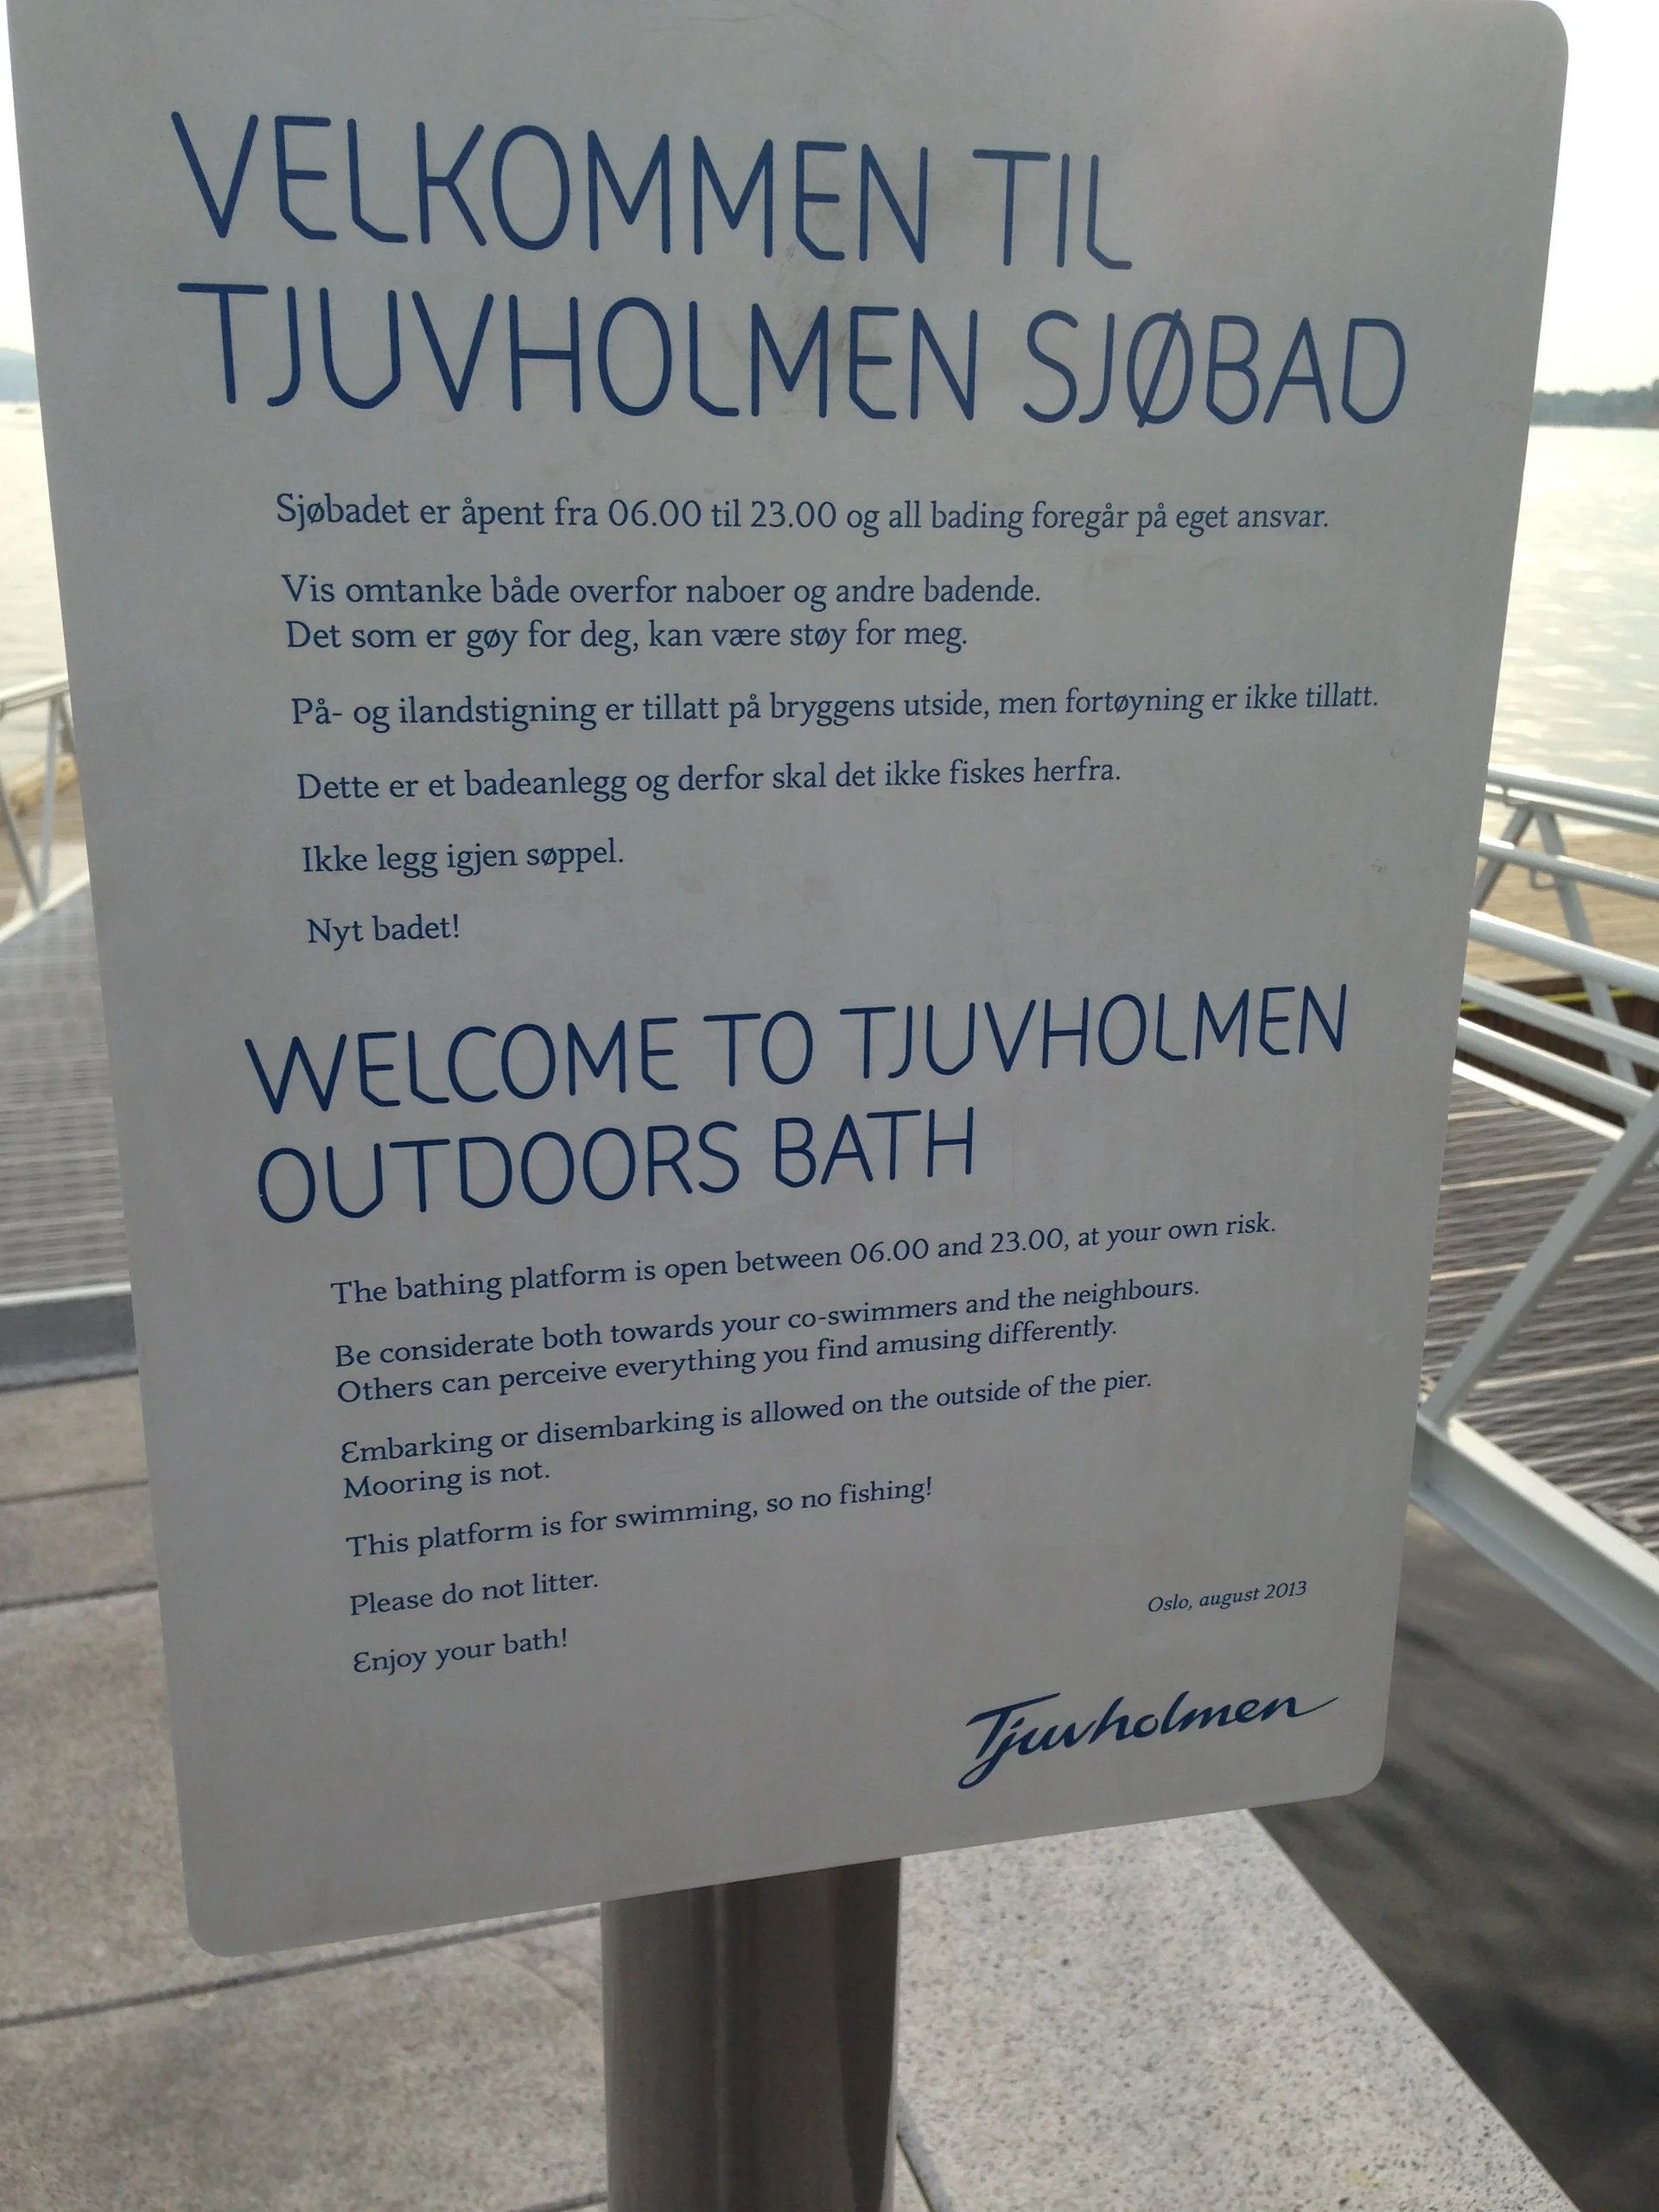 VELKOMMEN TIL
TJUVHOLMEN SJØBAD
Sjøbadet er åpent fra 06.00 til 23.00 og all bading foregår på eget ansvar.
Vis omtanke både overfor naboer og andre badende.
Det som er gøy for deg, kan være støy for meg.
På- og ilandstigning er tillatt på bryggens utside, men fortøyning er ikke tillatt.
Dette er et badeanlegg og derfor skal det ikke fiskes herfra.
Ikke legg igjen søppel.
Nyt badet!
WELCOME TO TJUVHOLMEN
OUTDOORS BATH
The bathing platform is open between 06.00 and 23.00, at your own risk.
Be considerate both towards your co-swimmers and the neighbours.
Others can perceive everything you find amusing differently.
Embarking or disembarking is allowed on the outside of the pier.
Mooring is not.
This platform is for swimming, so no fishing!
Please do not litter.
Enjoy your bath!
Oslo, august 2013
Tjuvholmen